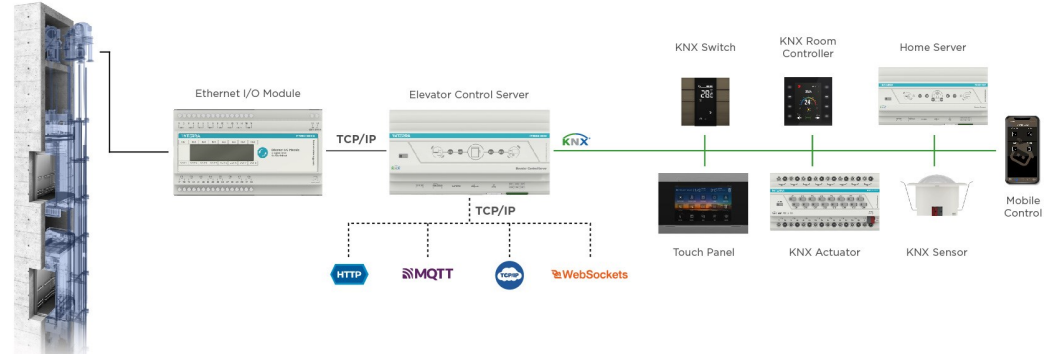 KNX Switch
KNX Room
Controller
Home Server
Ethernet I/O Module
Elevator Control Server
TCP/IP
KNX
Mobile
Control
Touch Panel
KNX Actuator
KNX Sensor
TCP/IP
HTTP
MQTT
TCP/IP
WebSockets